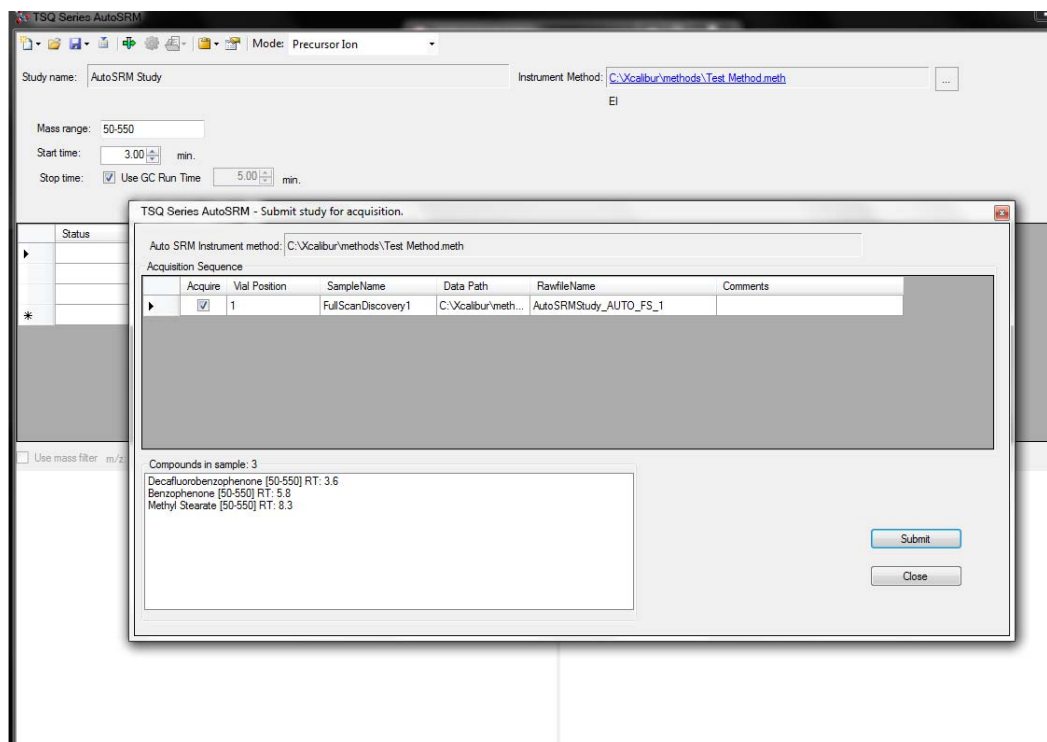 TSQ Series AutoSRM
Mode: Precursor Ion
Study name: AutoSRM Study Instrument Method: C:\Xcalibur\methods\Test Method.meth ...
EI
Mass range: 50-550
Start time: 3.00 min.
Stop time: Use GC Run Time 5.00 min.
Status
TSQ Series AutoSRM - Submit study for acquisition.
Auto SRM Instrument method: C:\Xcalibur\methods\Test Method.meth
Acquisition Sequence
Acquire Vial Position SampleName Data Path RawfileName Comments
1 FullScanDiscovery1 C:\Xcalibur\meth... AutoSRMStudy_AUTO_FS_1
Use mass filter m/z:
Compounds in sample: 3
Decafluorobenzophenone [50-550] RT: 3.6
Benzophenone [50-550] RT: 5.8
Methyl Stearate [50-550] RT: 8.3
Submit
Close